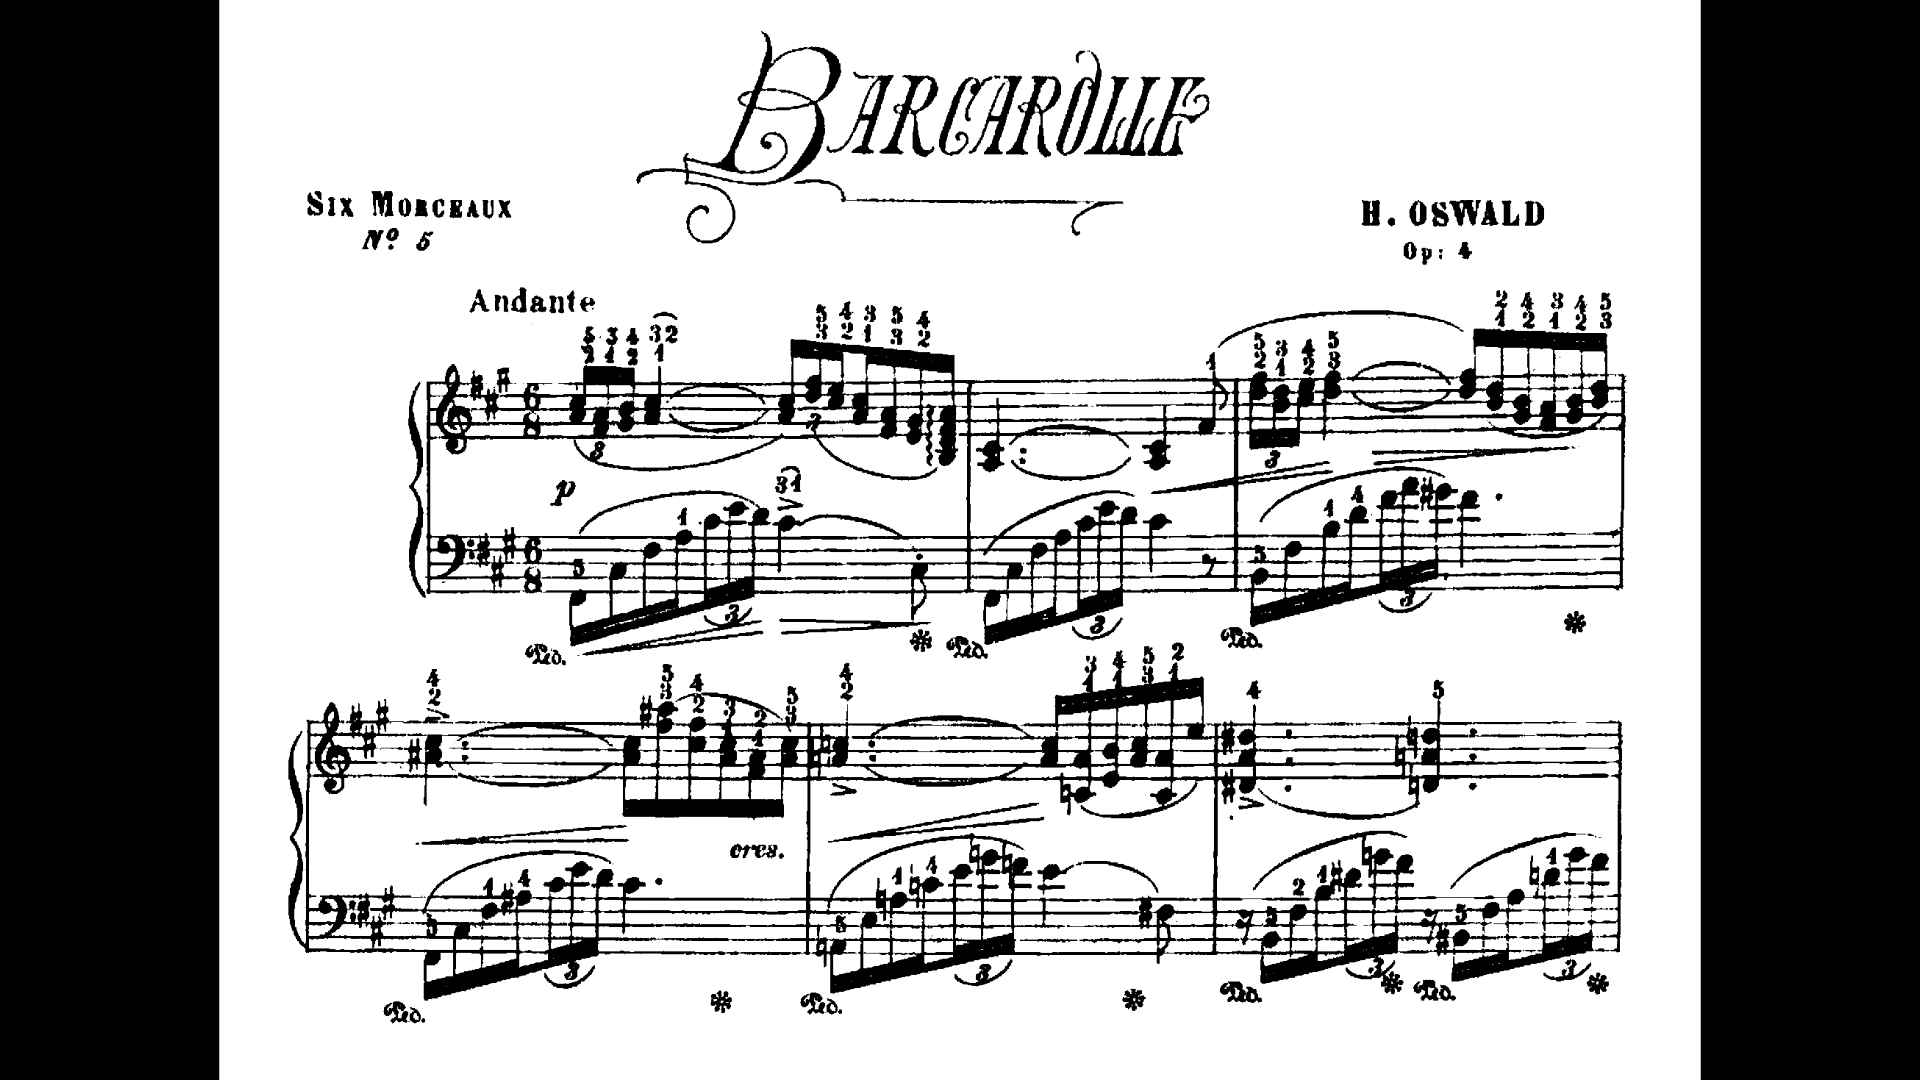 BARCAROLLE
SIX MORCEAUX
Nº 5
H. OSWALD
Op: 4
Andante
p
cres.